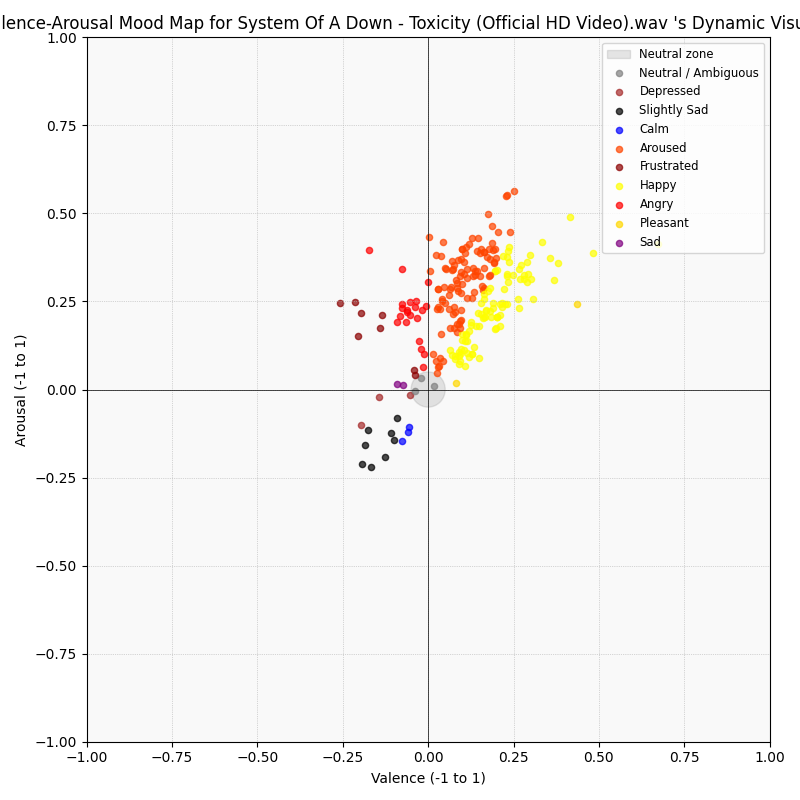 lence-Arousal Mood Map for System Of A Down - Toxicity (Official HD Video).wav 's Dynamic Visu
1.00
0.75
0.50
0.25
0.00
−0.25
−0.50
−0.75
−1.00
Arousal (-1 to 1)
Neutral zone
Neutral / Ambiguous
Depressed
Slightly Sad
Calm
Aroused
Frustrated
Happy
Angry
Pleasant
Sad
−1.00 −0.75 −0.50 −0.25 0.00 0.25 0.50 0.75 1.00
Valence (-1 to 1)